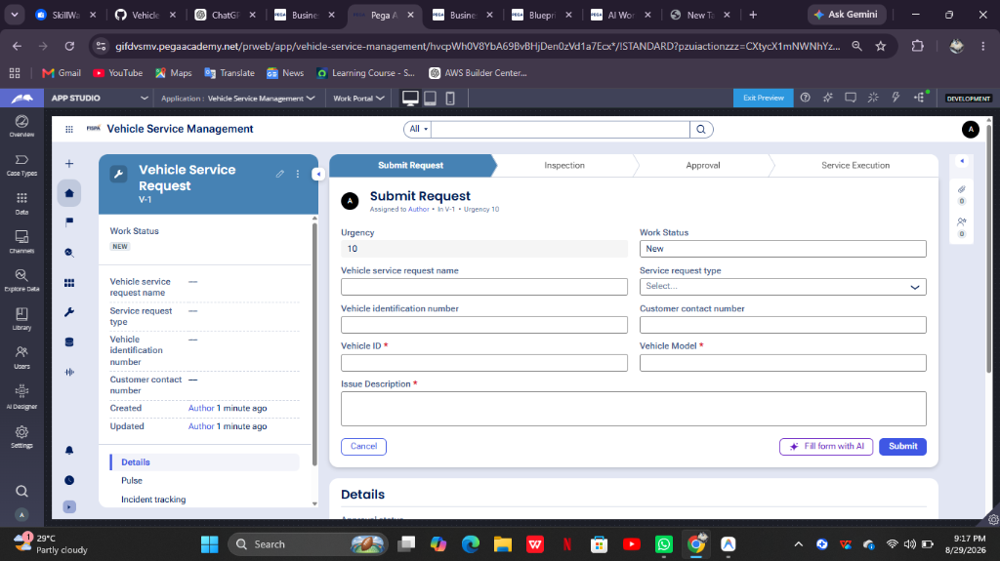 SkillWa
Vehicle
ChatGF
PEGA Busine
Pega A
PEGA Busine
PEGA Bluepri
PEGA AI Wor
New Ta
Ask Gemini
gifdvsmv.pegaacademy.net/prweb/app/vehicle-service-management/hvcpWh0V8YbA69BvBHjDen0zVd1a7Ecx*/!STANDARD?pzuiactionzzz=CXtycX1mNWNhYz...
Gmail
YouTube
Maps
Translate
News
Learning Course - S...
AWS Builder Center...
APP STUDIO
Application : Vehicle Service Management
Work Portal
Exit Preview
DEVELOPMENT
Overview
Case Types
Data
Channels
Explore Data
Library
Users
AI Designer
Settings
A
PEGA Vehicle Service Management
All
A
Vehicle Service
Request
V-1
Work Status
NEW
Vehicle service
request name
---
Service request
type
---
Vehicle
identification
number
---
Customer contact
number
---
Created Author 1 minute ago
Updated Author 1 minute ago
Details
Pulse
Incident tracking
Submit Request
Inspection
Approval
Service Execution
A
Submit Request
Assigned to Author • In V-1 • Urgency 10
Urgency
10
Work Status
New
Vehicle service request name
Service request type
Select...
Vehicle identification number
Customer contact number
Vehicle ID *
Vehicle Model *
Issue Description *
Cancel
Fill form with AI
Submit
Details
0
0
29°C
Partly cloudy
1
Search
9:17 PM
8/29/2026